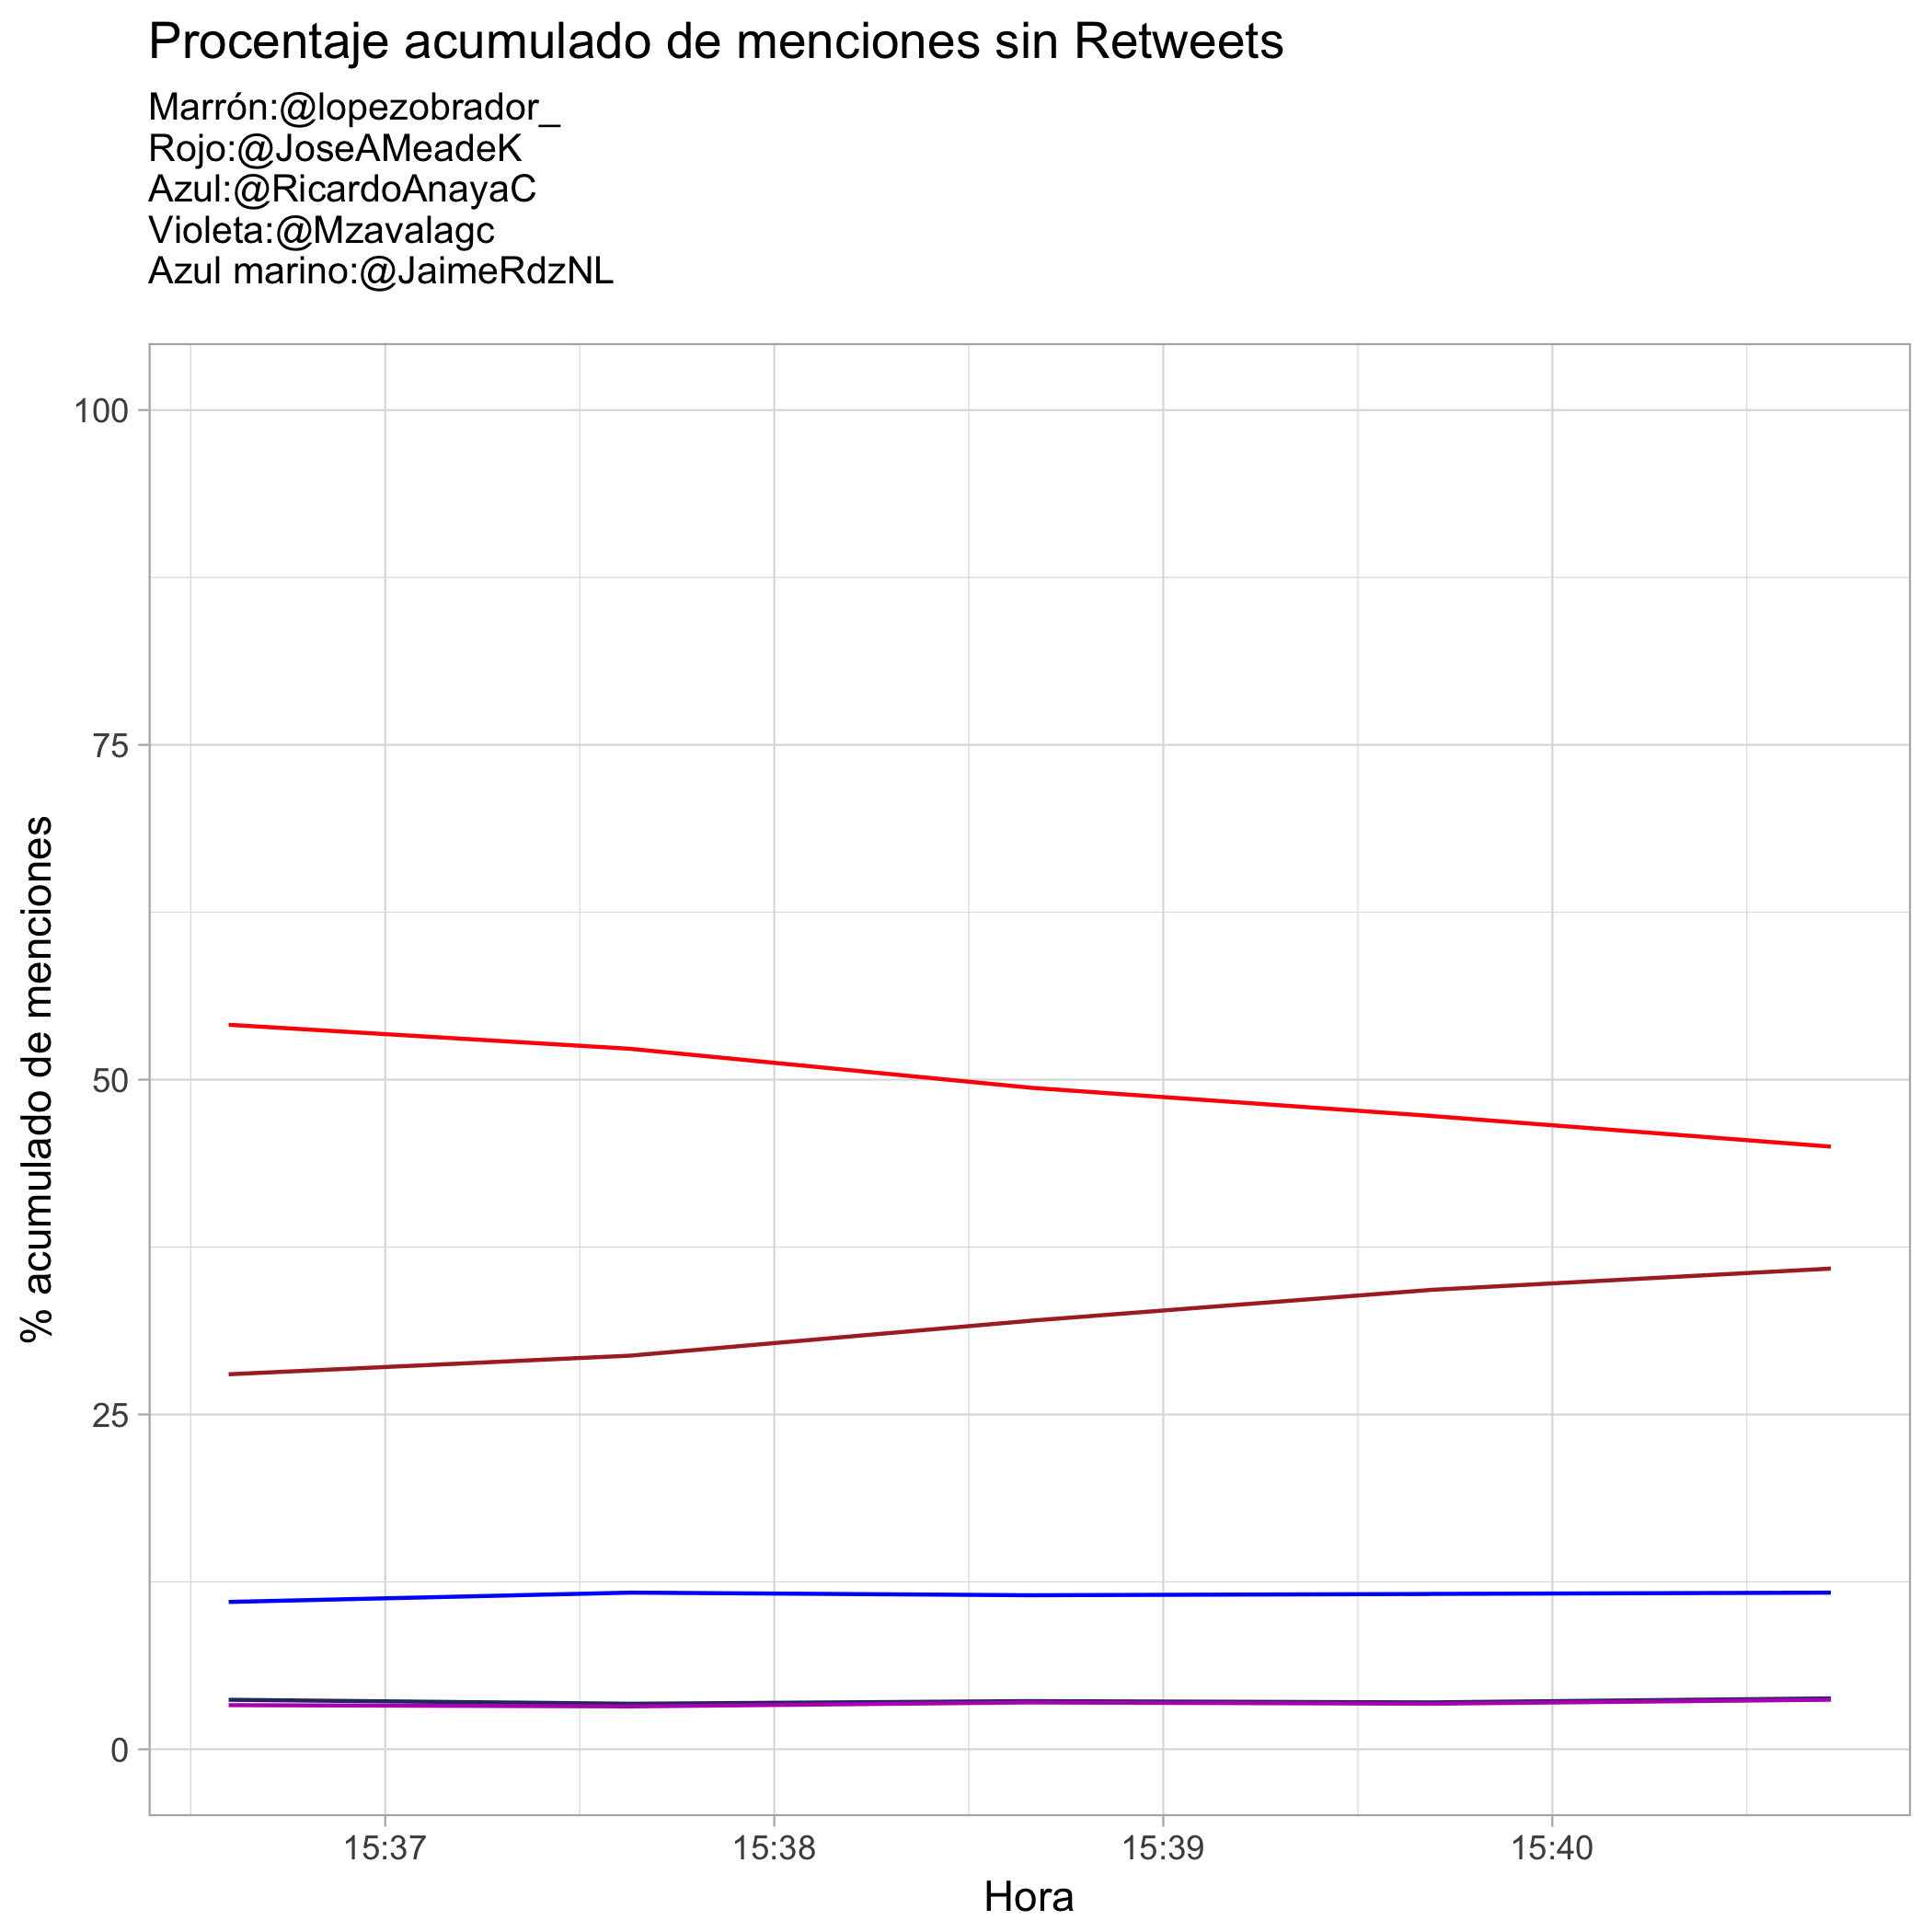 Procentaje acumulado de menciones sin Retweets
Marrón:@lopezobrador_
Rojo:@JoseAMeadeK
Azul:@RicardoAnayaC
Violeta:@Mzavalagc
Azul marino:@JaimeRdzNL
100
75
50
25
0
% acumulado de menciones
15:37
15:38
15:39
15:40
Hora